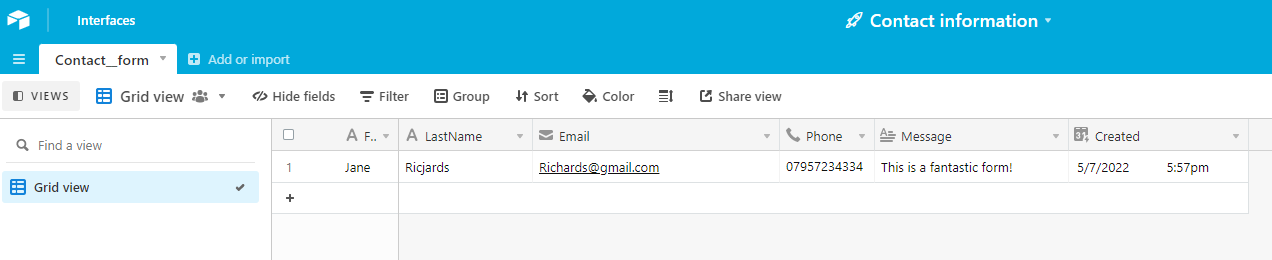 Interfaces
Contact information
Contact__form
Add or import
VIEWS
Grid view
Hide fields
Filter
Group
Sort
Color
Share view
Find a view
Grid view
F.. LastName Email Phone Message Created
1 Jane Ricjards Richards@gmail.com 07957234334 This is a fantastic form! 5/7/2022 5:57pm
+